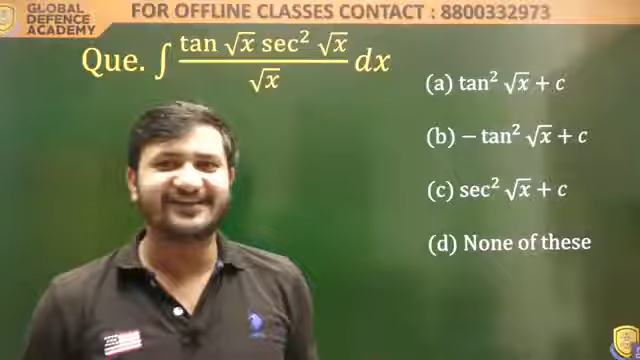 GLOBAL
DEFENCE
ACADEMY
FOR OFFLINE CLASSES CONTACT : 8800332973
Que. ∫ (tan √x sec² √x)/√x dx
(a) tan² √x + c
(b) − tan² √x + c
(c) sec² √x + c
(d) None of these